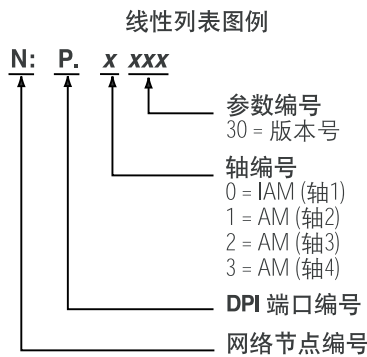 线性列表图例
N: P. x xxx
参数编号
30 = 版本号
轴编号
0 = IAM (轴1)
1 = AM (轴2)
2 = AM (轴3)
3 = AM (轴4)
DPI 端口编号
网络节点编号